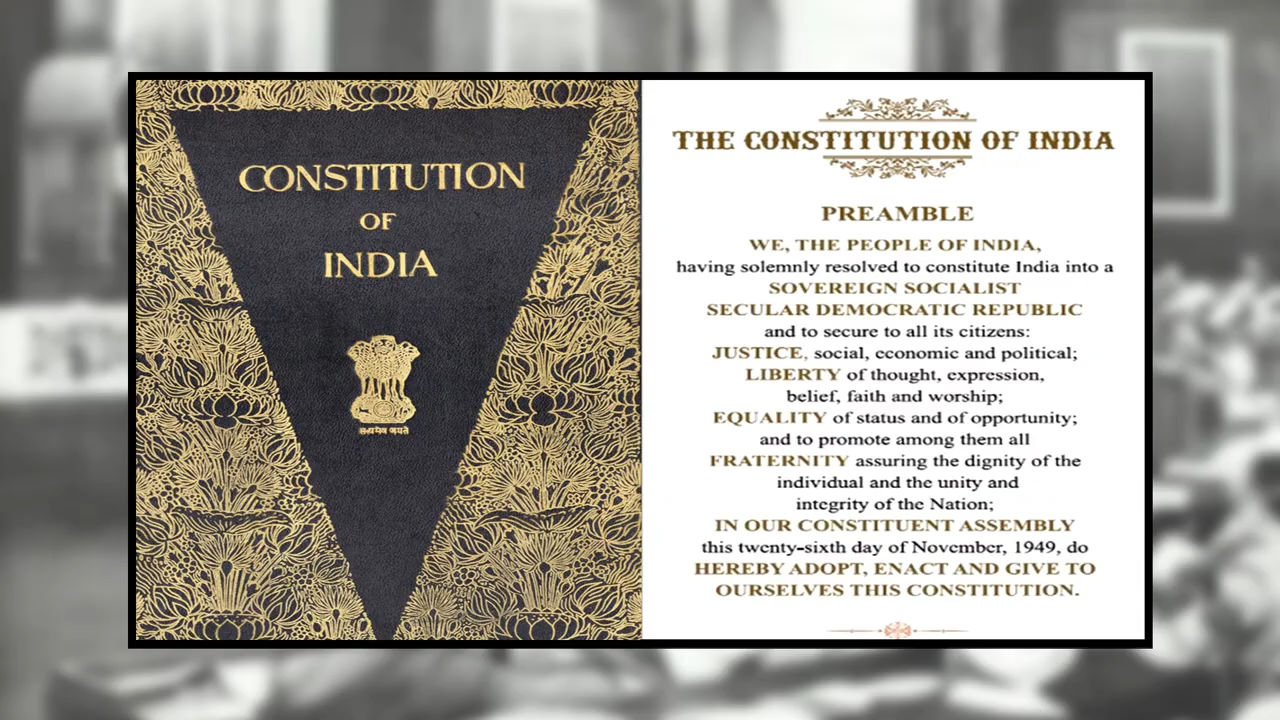 CONSTITUTION
OF
INDIA
सत्यमेव जयते
THE CONSTITUTION OF INDIA
PREAMBLE
WE, THE PEOPLE OF INDIA,
having solemnly resolved to constitute India into a
SOVEREIGN SOCIALIST
SECULAR DEMOCRATIC REPUBLIC
and to secure to all its citizens:
JUSTICE, social, economic and political;
LIBERTY of thought, expression,
belief, faith and worship;
EQUALITY of status and of opportunity;
and to promote among them all
FRATERNITY assuring the dignity of the
individual and the unity and
integrity of the Nation;
IN OUR CONSTITUENT ASSEMBLY
this twenty-sixth day of November, 1949, do
HEREBY ADOPT, ENACT AND GIVE TO
OURSELVES THIS CONSTITUTION.